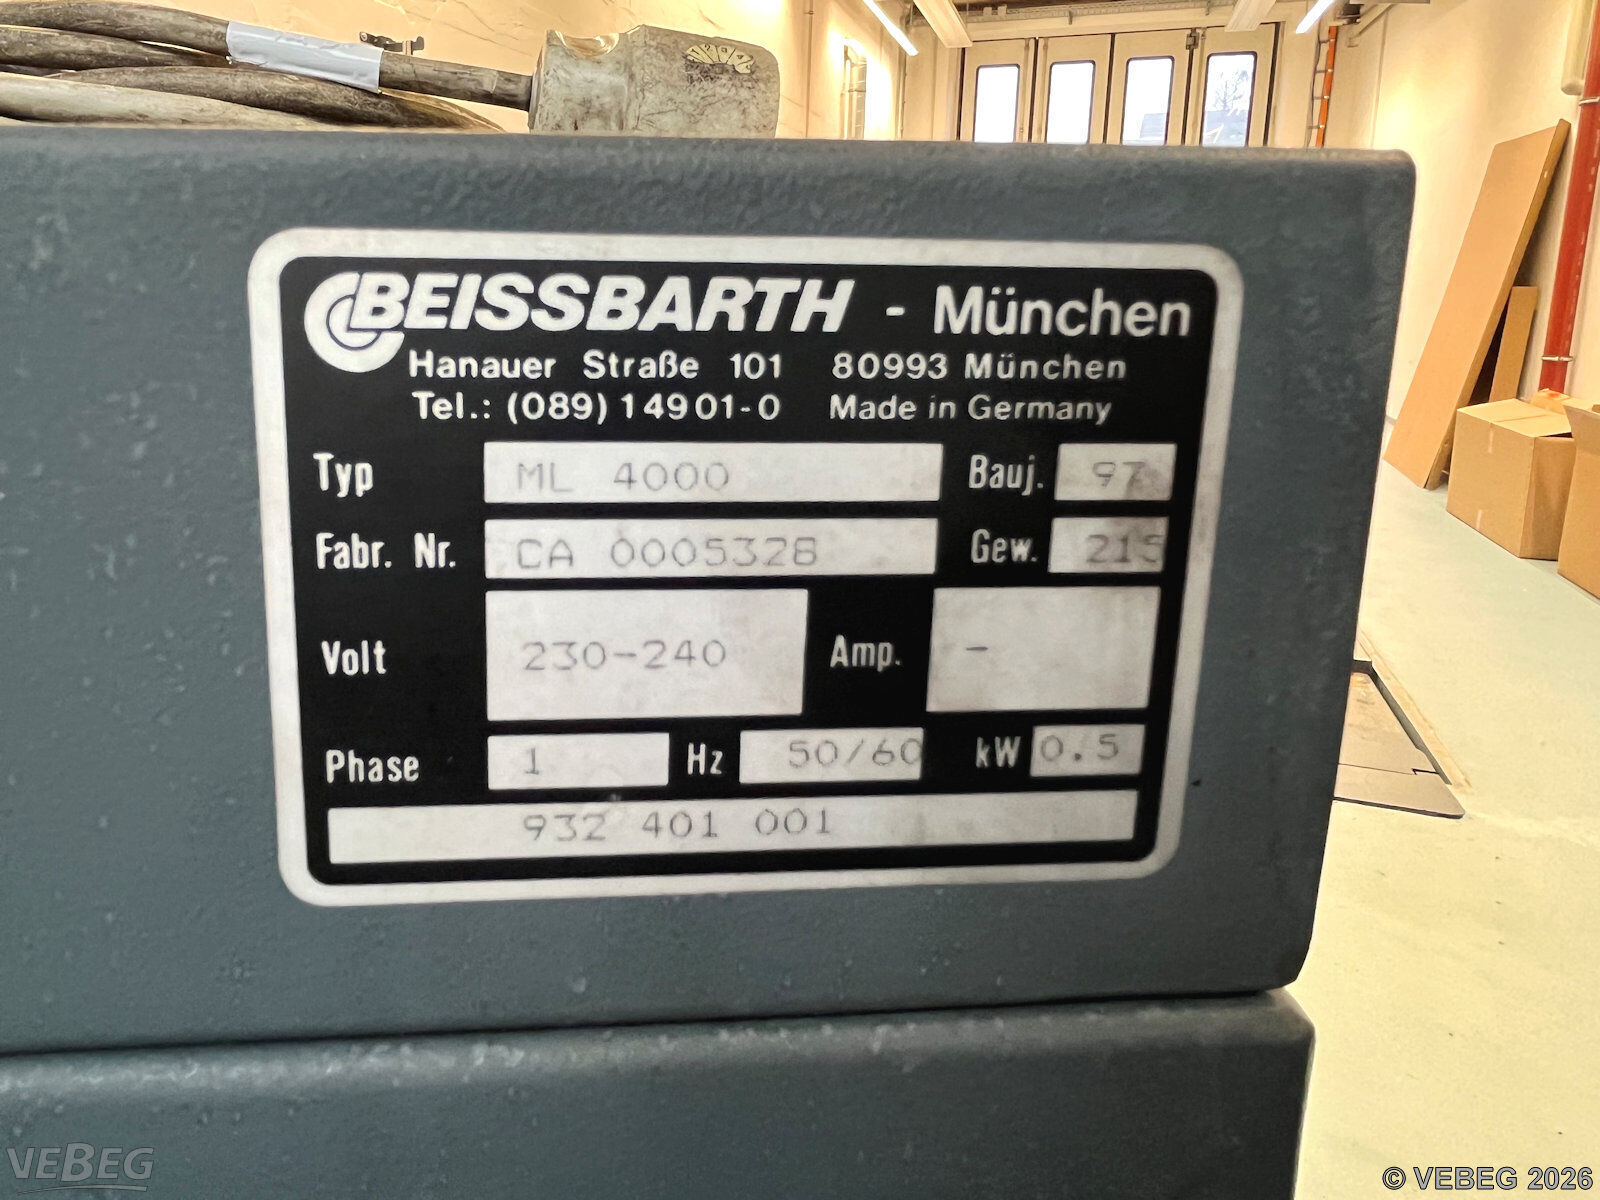 BEISSBARTH - München
Hanauer Straße 101 80993 München
Tel.: (089) 14901-0 Made in Germany
Typ ML 4000 Bauj. 97
Fabr. Nr. CA 0005328 Gew. 215
Volt 230-240 Amp. -
Phase 1 Hz 50/60 kW 0.5
932 401 001
VEBEG
© VEBEG 2026